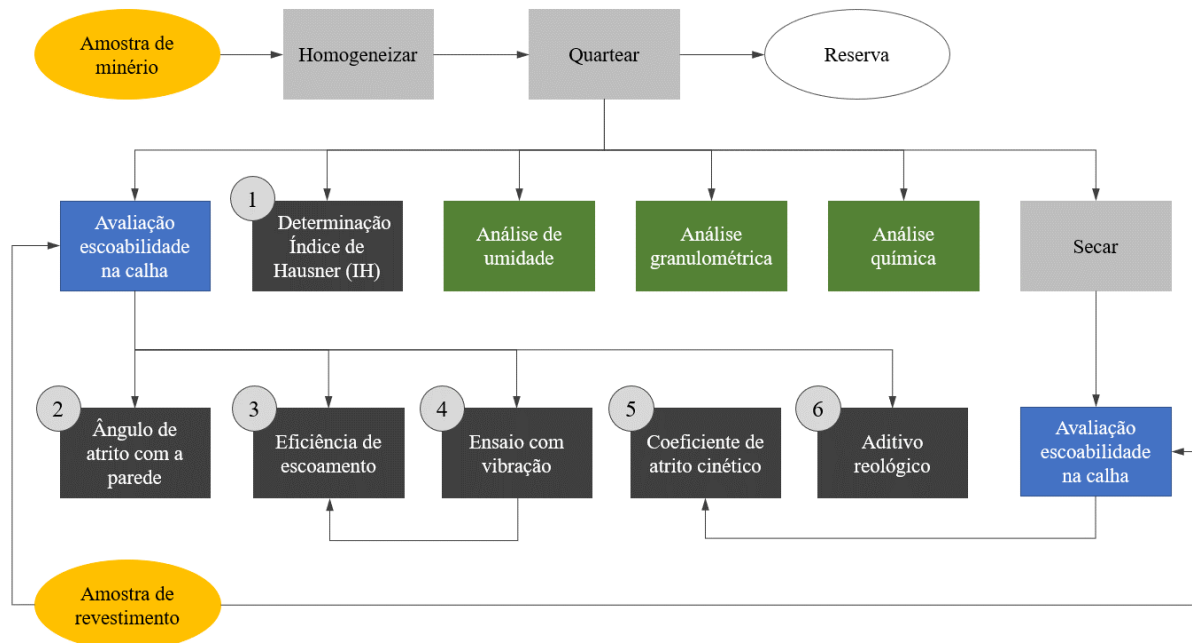 Amostra de
minério
Homogeneizar
Quartear
Reserva
Avaliação
escoabilidade
na calha
1
Determinação
Índice de
Hausner (IH)
Análise de
umidade
Análise
granulométrica
Análise
química
Secar
2
Ângulo de
atrito com a
parede
3
Eficiência de
escoamento
4
Ensaio com
vibração
5
Coeficiente de
atrito cinético
6
Aditivo
reológico
Avaliação
escoabilidade
na calha
Amostra de
revestimento